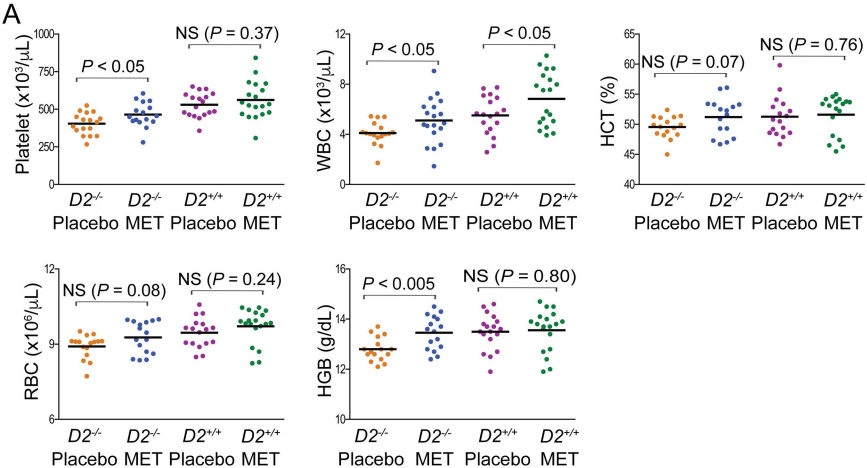 A
Platelet (x10³/µL)
1000
750
500
250
0
P < 0.05
NS (P = 0.37)
D2⁻/⁻ D2⁻/⁻ D2⁺/⁺ D2⁺/⁺
Placebo MET Placebo MET
WBC (x10³/µL)
12
8
4
0
P < 0.05
P < 0.05
D2⁻/⁻ D2⁻/⁻ D2⁺/⁺ D2⁺/⁺
Placebo MET Placebo MET
HCT (%)
65
60
55
50
45
40
NS (P = 0.07)
NS (P = 0.76)
D2⁻/⁻ D2⁻/⁻ D2⁺/⁺ D2⁺/⁺
Placebo MET Placebo MET
RBC (x10⁶/µL)
12
9
6
NS (P = 0.08)
NS (P = 0.24)
D2⁻/⁻ D2⁻/⁻ D2⁺/⁺ D2⁺/⁺
Placebo MET Placebo MET
HGB (g/dL)
16
14
12
10
P < 0.005
NS (P = 0.80)
D2⁻/⁻ D2⁻/⁻ D2⁺/⁺ D2⁺/⁺
Placebo MET Placebo MET